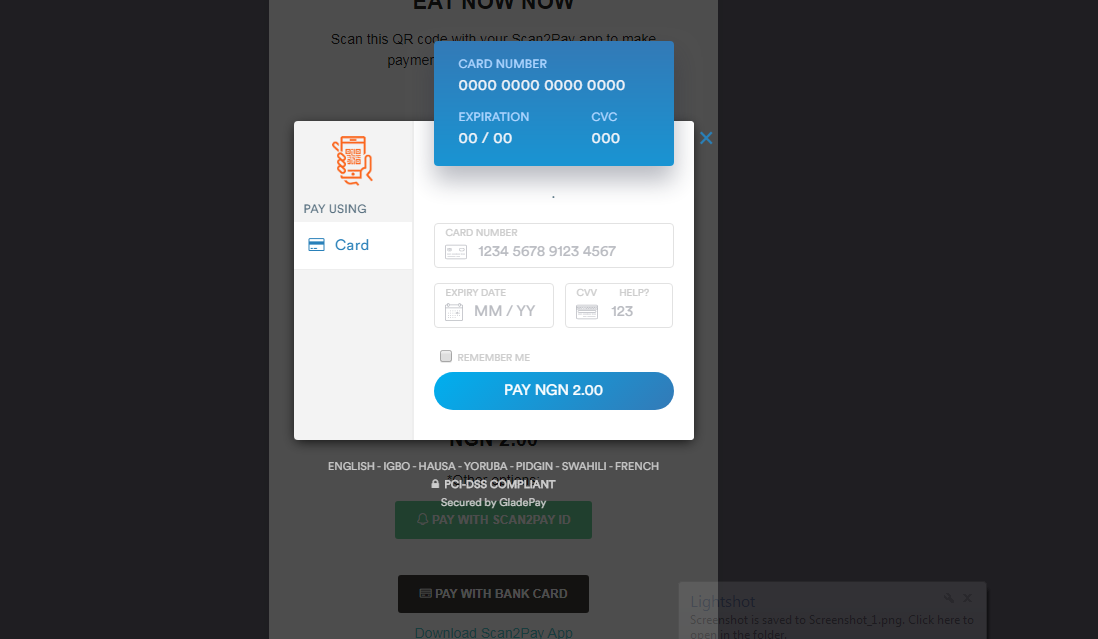 EAT NOW NOW
Scan this QR code with your Scan2Pay app to make
paymen
CARD NUMBER
0000 0000 0000 0000
EXPIRATION CVC
00 / 00 000
PAY USING
Card
.
CARD NUMBER
1234 5678 9123 4567
EXPIRY DATE CVV HELP?
MM / YY 123
REMEMBER ME
PAY NGN 2.00
NGN 2.00
ENGLISH - IGBO - HAUSA - YORUBA - PIDGIN - SWAHILI - FRENCH
*Other options
PCI-DSS COMPLIANT
Secured by GladePay
PAY WITH SCAN2PAY ID
PAY WITH BANK CARD
Download Scan2Pay App
Lightshot
Screenshot is saved to Screenshot_1.png. Click here to
open in the folder.